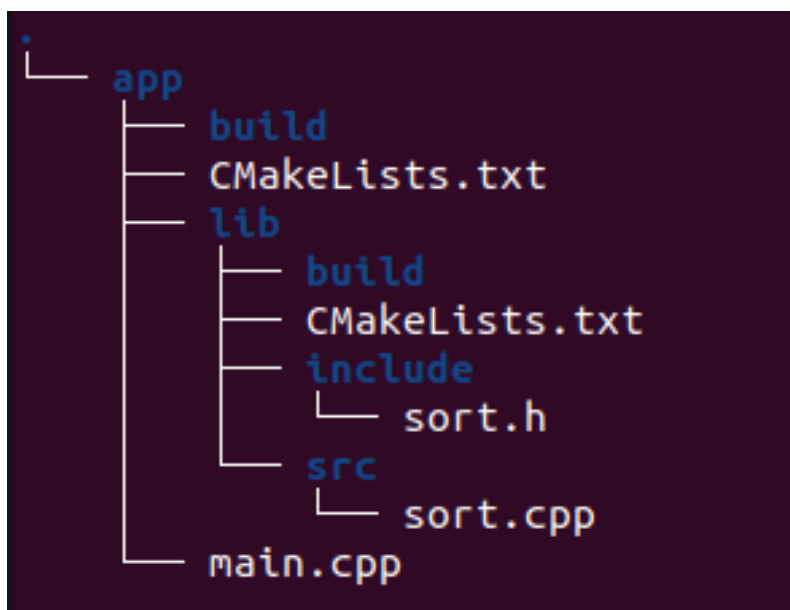 .
└── app
    ├── build
    ├── CMakeLists.txt
    ├── lib
    │   ├── build
    │   ├── CMakeLists.txt
    │   ├── include
    │   │   └── sort.h
    │   └── src
    │       └── sort.cpp
    └── main.cpp